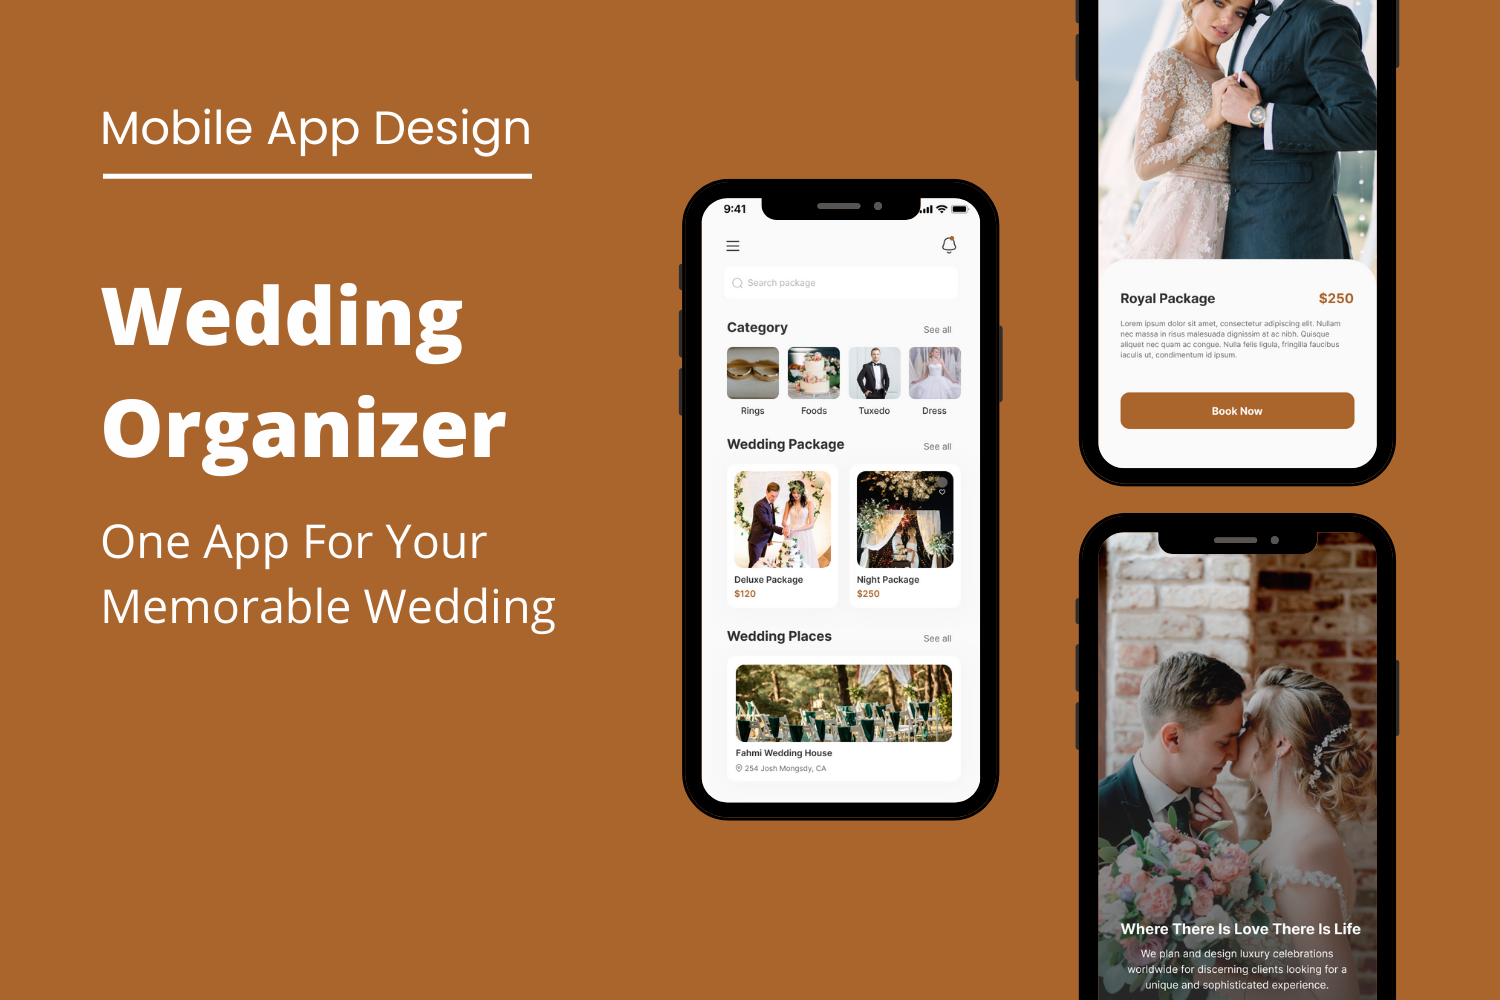 Mobile App Design
Wedding
Organizer
One App For Your
Memorable Wedding
9:41
Search package
Category
See all
Rings
Foods
Tuxedo
Dress
Wedding Package
See all
Deluxe Package
$120
Night Package
$250
Wedding Places
See all
Fahmi Wedding House
254 Josh Mongsdy, CA
Royal Package
$250
Lorem ipsum dolor sit amet, consectetur adipiscing elit. Nullam
nec massa in risus malesuada dignissim at ac nibh. Quisque
aliquet nec quam ac congue. Nulla felis ligula, fringilla faucibus
iaculis ut, condimentum id ipsum.
Book Now
Where There Is Love There Is Life
We plan and design luxury celebrations
worldwide for discerning clients looking for a
unique and sophisticated experience.